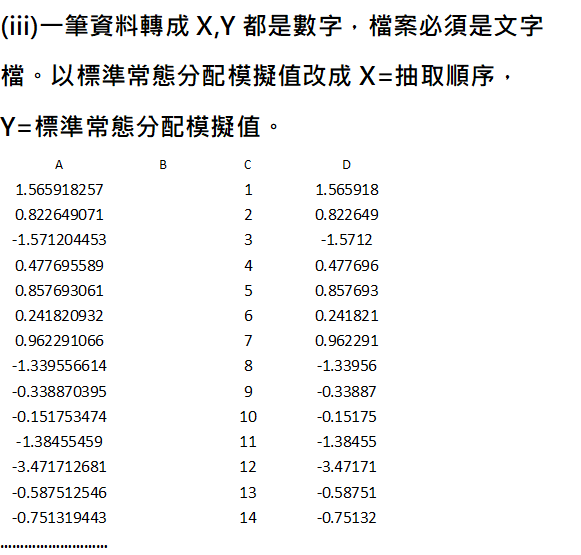 (iii)一筆資料轉成 X,Y 都是數字，檔案必須是文字
檔。以標準常態分配模擬值改成 X=抽取順序，
Y=標準常態分配模擬值。
A B C D
1.565918257 1 1.565918
0.822649071 2 0.822649
-1.571204453 3 -1.5712
0.477695589 4 0.477696
0.857693061 5 0.857693
0.241820932 6 0.241821
0.962291066 7 0.962291
-1.339556614 8 -1.33956
-0.338870395 9 -0.33887
-0.151753474 10 -0.15175
-1.38455459 11 -1.38455
-3.471712681 12 -3.47171
-0.587512546 13 -0.58751
-0.751319443 14 -0.75132
………………………